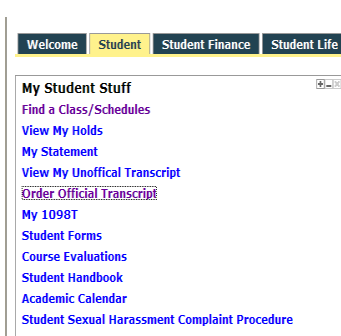 Welcome Student Student Finance Student Life
My Student Stuff
Find a Class/Schedules
View My Holds
My Statement
View My Unoffical Transcript
Order Official Transcript
My 1098T
Student Forms
Course Evaluations
Student Handbook
Academic Calendar
Student Sexual Harassment Complaint Procedure